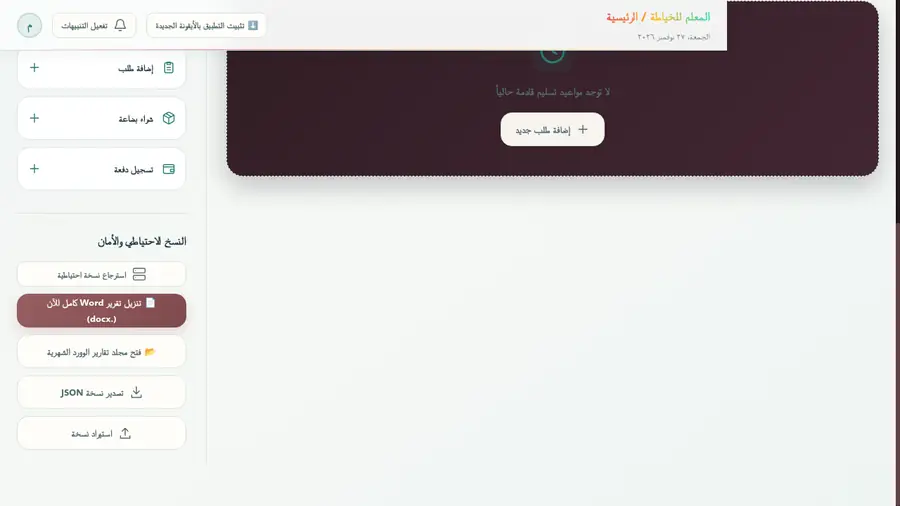 المعلم للخياطة / الرئيسية
الجمعة، ٢٧ نوفمبر ٢٠٢٦
⬇️ تثبيت التطبيق بالأيقونة الجديدة
تفعيل التنبيهات
م
لا توجد مواعيد تسليم قادمة حالياً
+ إضافة طلب جديد
إضافة طلب +
شراء بضاعة +
تسجيل دفعة +
النسخ الاحتياطي والأمان
استرجاع نسخة احتياطية
📄 تنزيل تقرير Word كامل للآن
(.docx)
📂 فتح مجلد تقارير الوورد الشهرية
تصدير نسخة JSON
استيراد نسخة